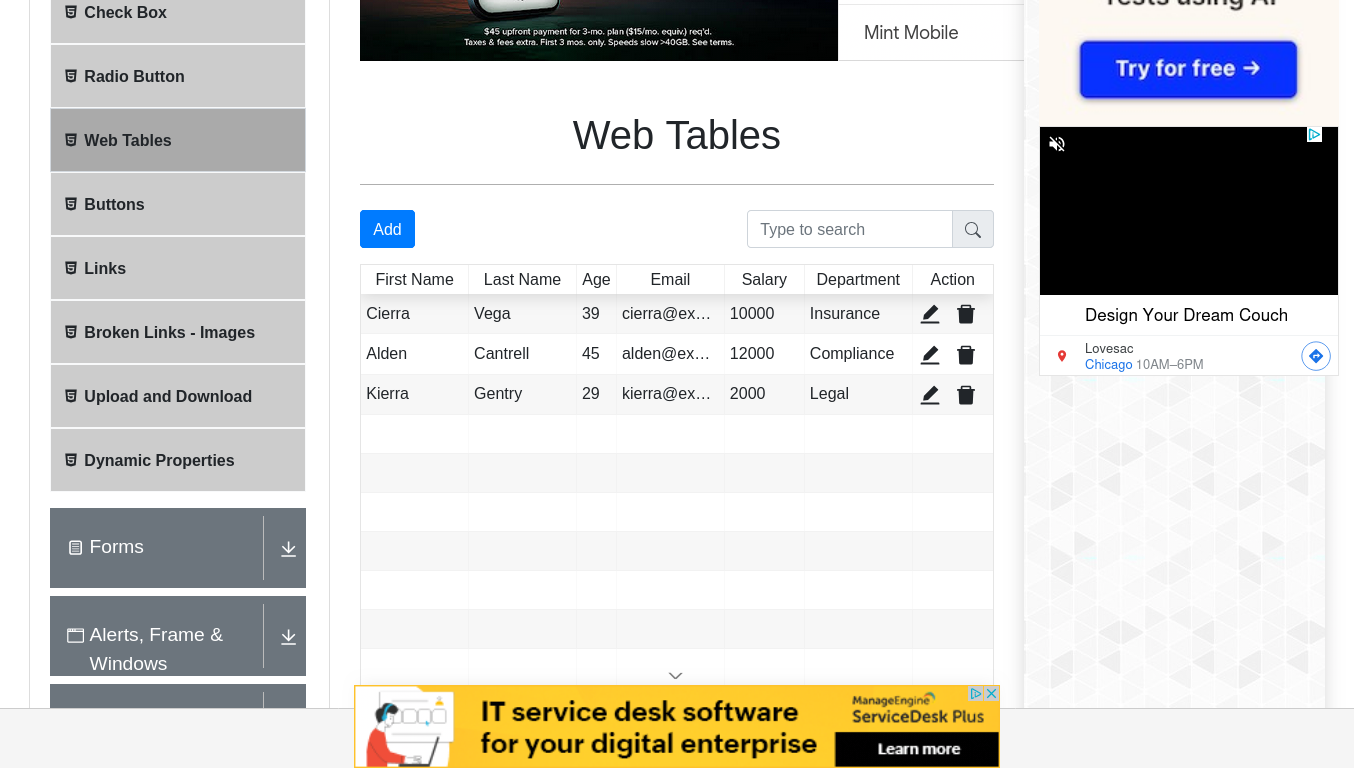 Check Box
Radio Button
Web Tables
Buttons
Links
Broken Links - Images
Upload and Download
Dynamic Properties
Forms
Alerts, Frame &
Windows
$45 upfront payment for 3-mo. plan ($15/mo. equiv.) req'd.
Taxes & fees extra. First 3 mos. only. Speeds slow >40GB. See terms.
Mint Mobile
Web Tables
Add
Type to search
First Name Last Name Age Email Salary Department Action
Cierra Vega 39 cierra@ex… 10000 Insurance
Alden Cantrell 45 alden@ex… 12000 Compliance
Kierra Gentry 29 kierra@ex… 2000 Legal
Tests using AI
Try for free →
Design Your Dream Couch
Lovesac
Chicago 10AM–6PM
IT service desk software
for your digital enterprise
ManageEngine
ServiceDesk Plus
Learn more